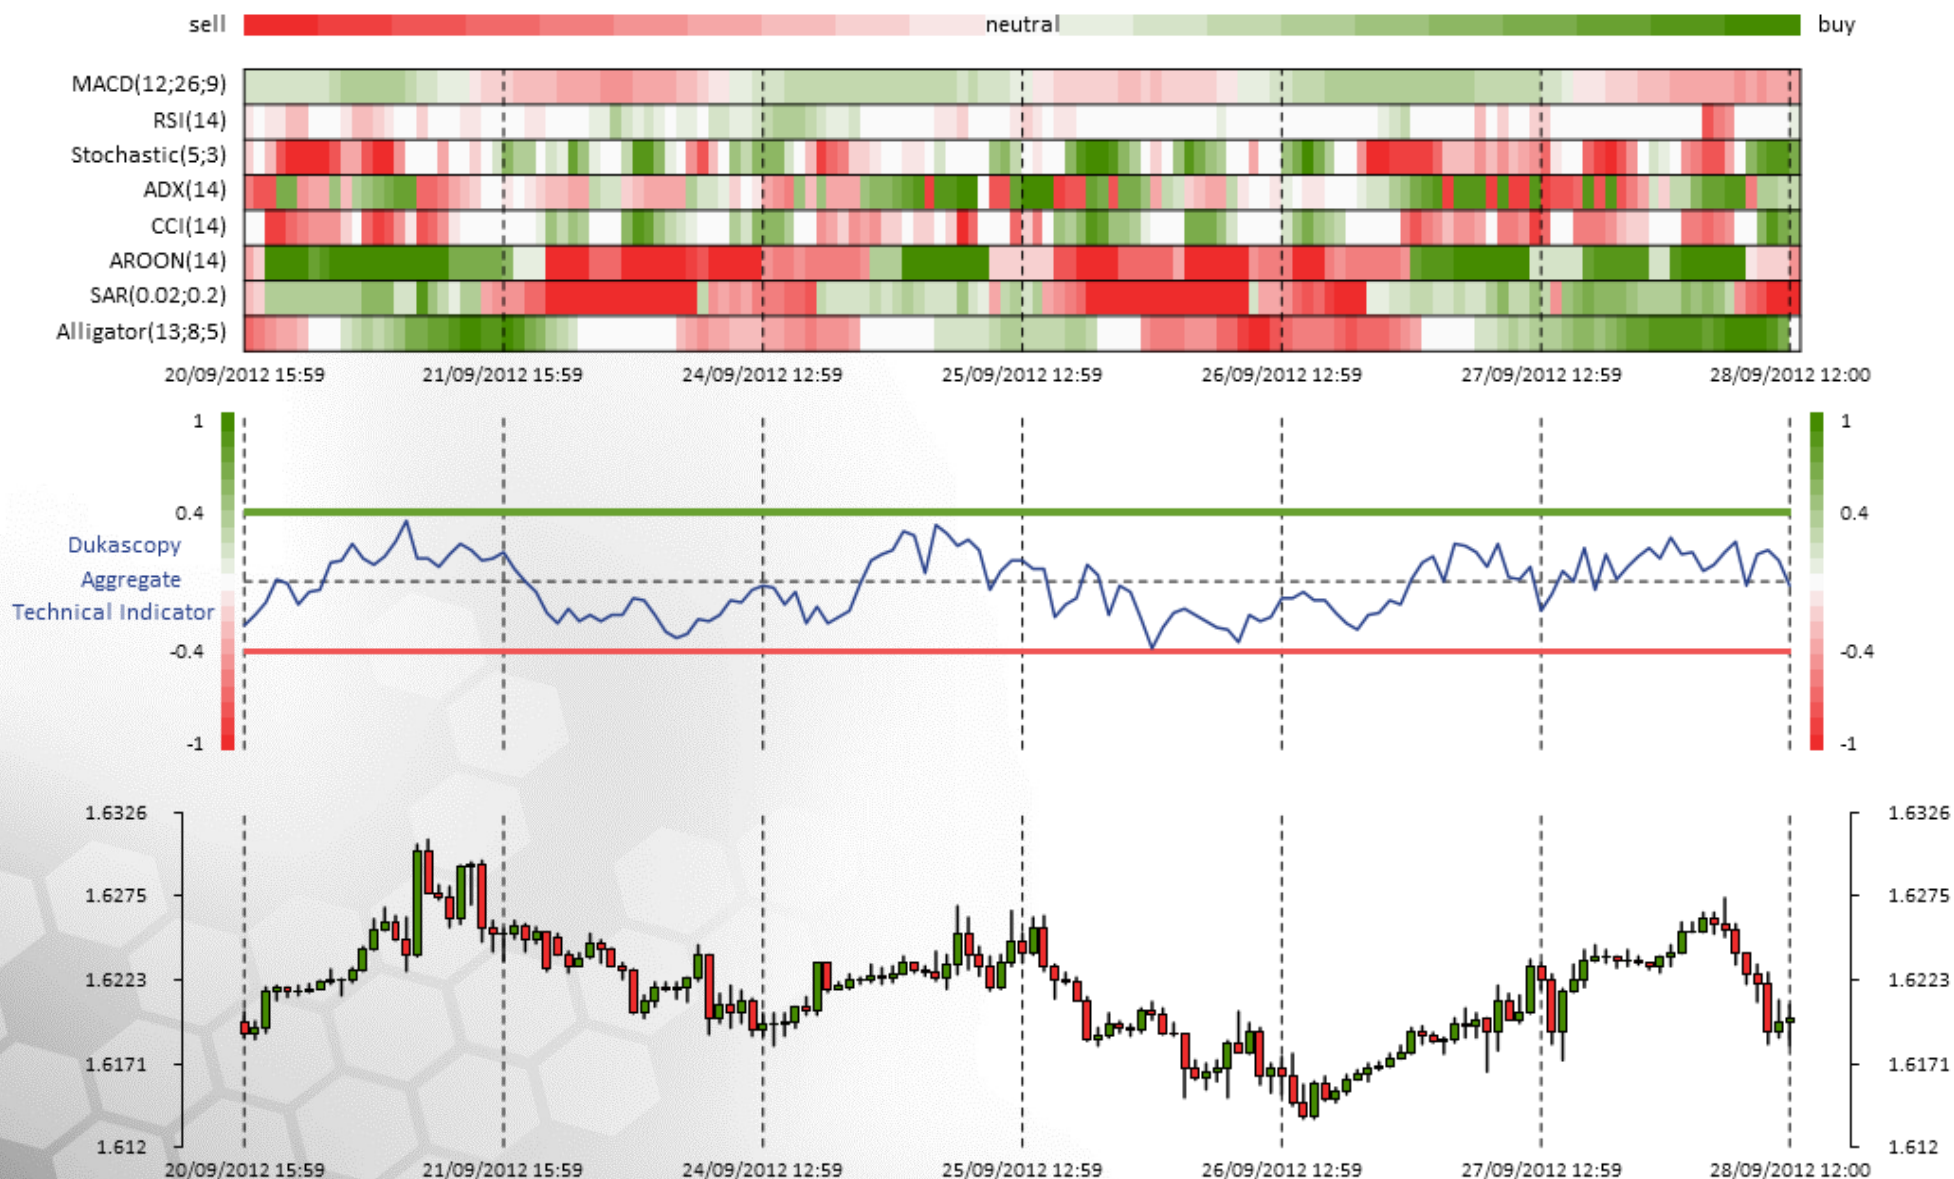 sell neutral buy
MACD(12;26;9)
RSI(14)
Stochastic(5;3)
ADX(14)
CCI(14)
AROON(14)
SAR(0.02;0.2)
Alligator(13;8;5)
20/09/2012 15:59 21/09/2012 15:59 24/09/2012 12:59 25/09/2012 12:59 26/09/2012 12:59 27/09/2012 12:59 28/09/2012 12:00
1 1
0.4 0.4
Dukascopy
Aggregate
Technical Indicator
-0.4 -0.4
-1 -1
1.6326 1.6326
1.6275 1.6275
1.6223 1.6223
1.6171 1.6171
1.612 1.612
20/09/2012 15:59 21/09/2012 15:59 24/09/2012 12:59 25/09/2012 12:59 26/09/2012 12:59 27/09/2012 12:59 28/09/2012 12:00